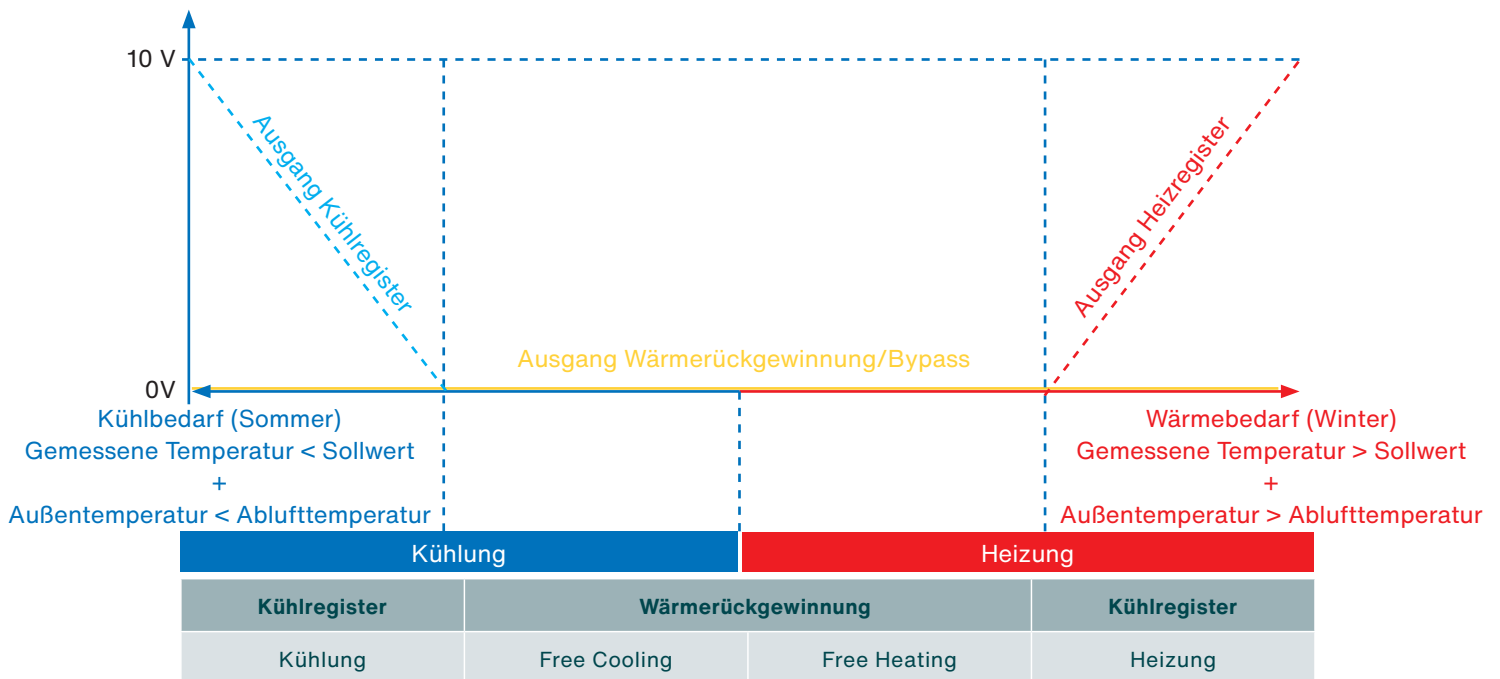 10 V
Ausgang Kühlregister
Ausgang Heizregister
Ausgang Wärmerückgewinnung/Bypass
0V
Kühlbedarf (Sommer)
Gemessene Temperatur < Sollwert
+
Außentemperatur < Ablufttemperatur
Wärmebedarf (Winter)
Gemessene Temperatur > Sollwert
+
Außentemperatur > Ablufttemperatur
Kühlung Heizung
Kühlregister Wärmerückgewinnung Kühlregister
Kühlung Free Cooling Free Heating Heizung